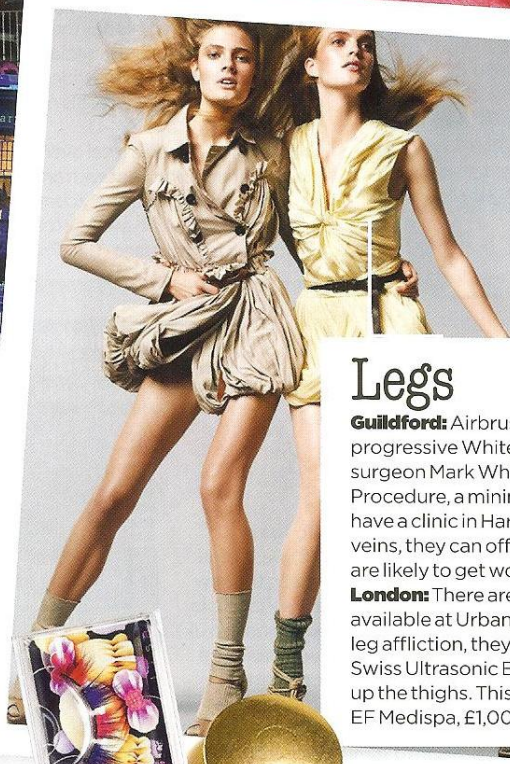 Legs
Guildford: Airbru
progressive White
surgeon Mark Wh
Procedure, a minir
have a clinic in Har
veins, they can off
are likely to get wo
London: There are
available at Urban
leg affliction, they
Swiss Ultrasonic E
up the thighs. This
EF Medispa, £1,00